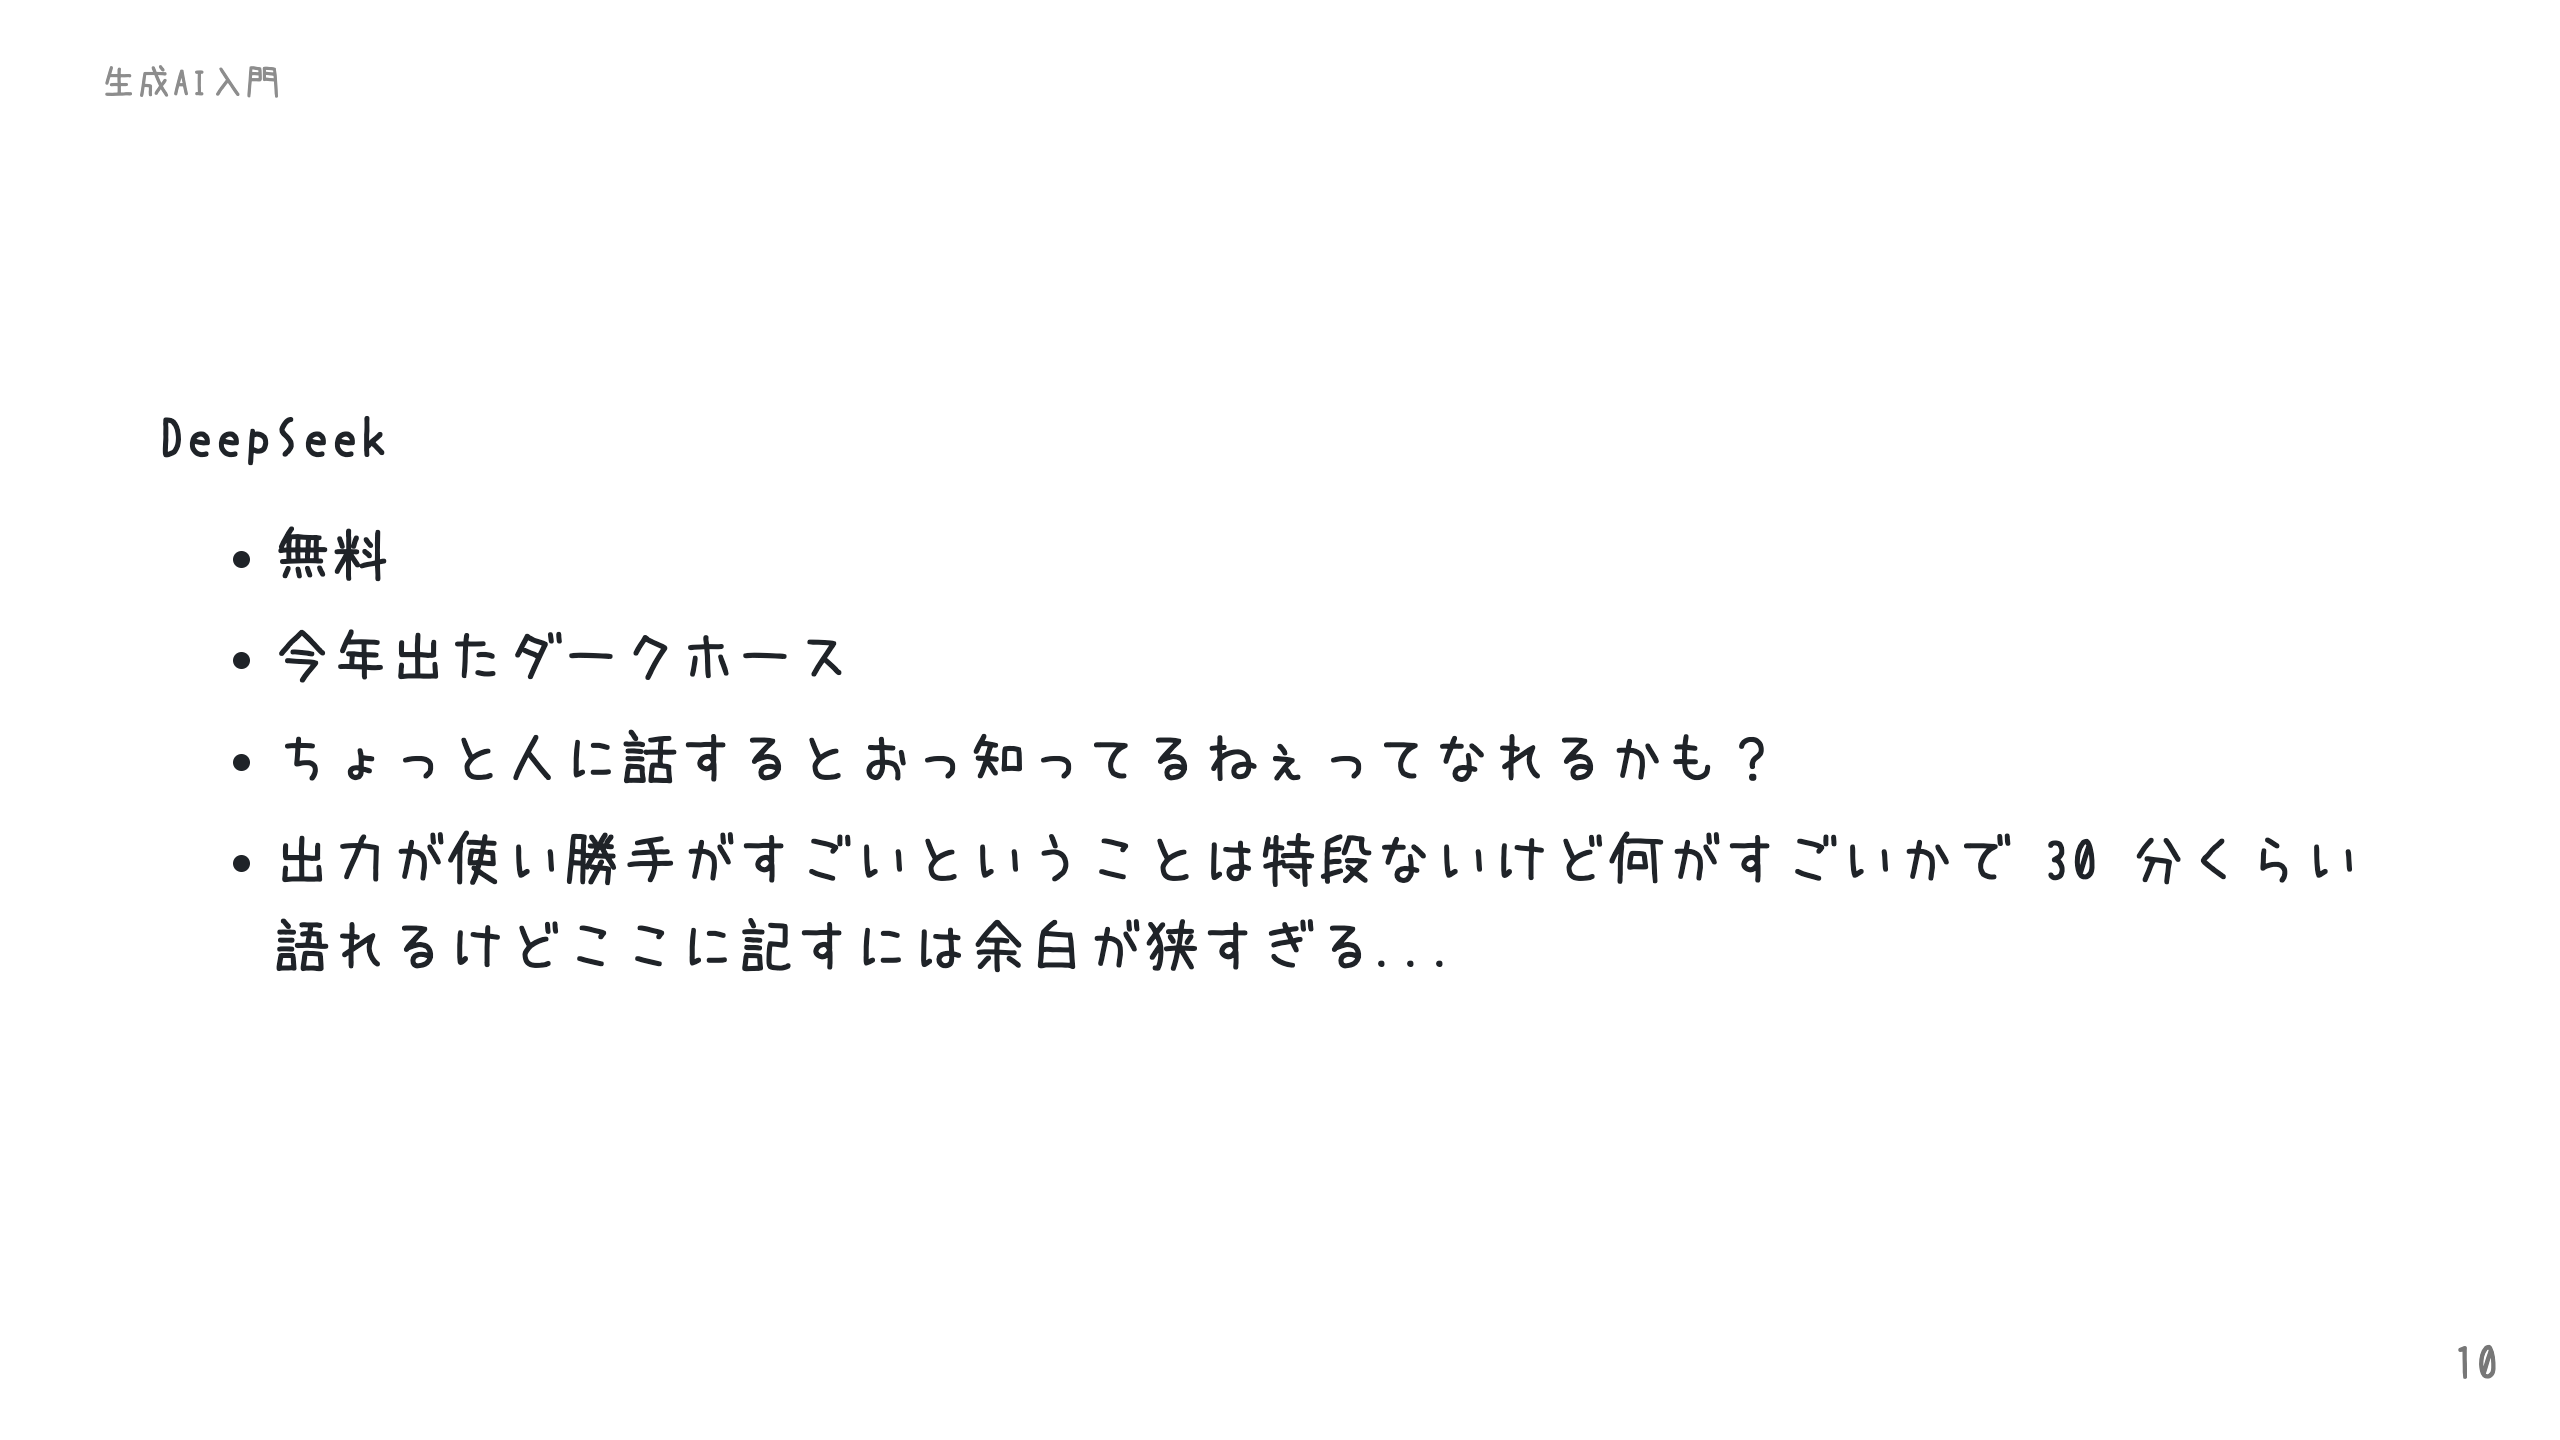 生成AI入門
DeepSeek
• 無料
• 今年出たダークホース
• ちょっと人に話するとおっ知ってるねぇってなれるかも？
• 出力が使い勝手がすごいということは特段ないけど何がすごいかで 30 分くらい
語れるけどここに記すには余白が狭すぎる...
10